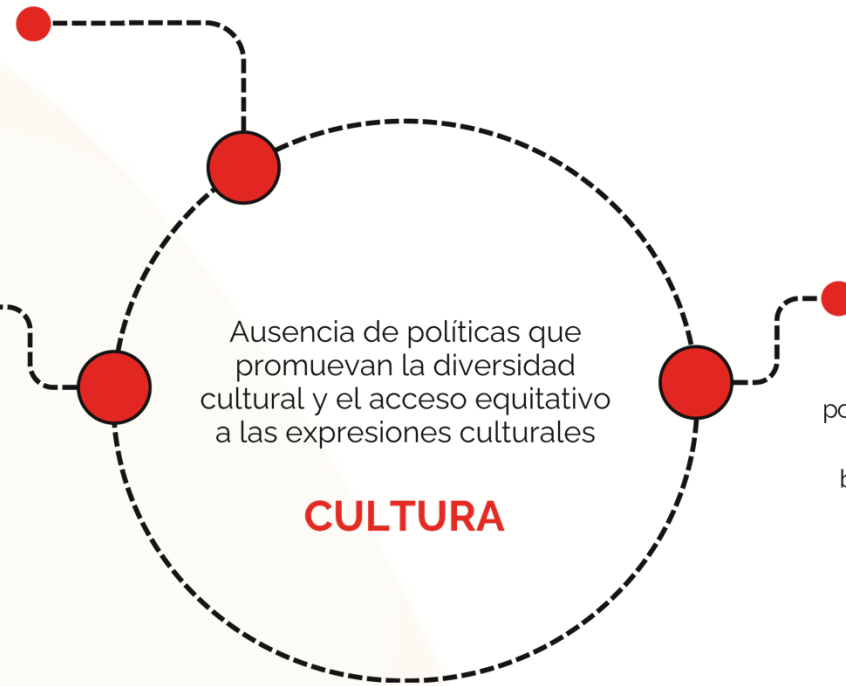 Ausencia de políticas que
promuevan la diversidad
cultural y el acceso equitativo
a las expresiones culturales
CULTURA